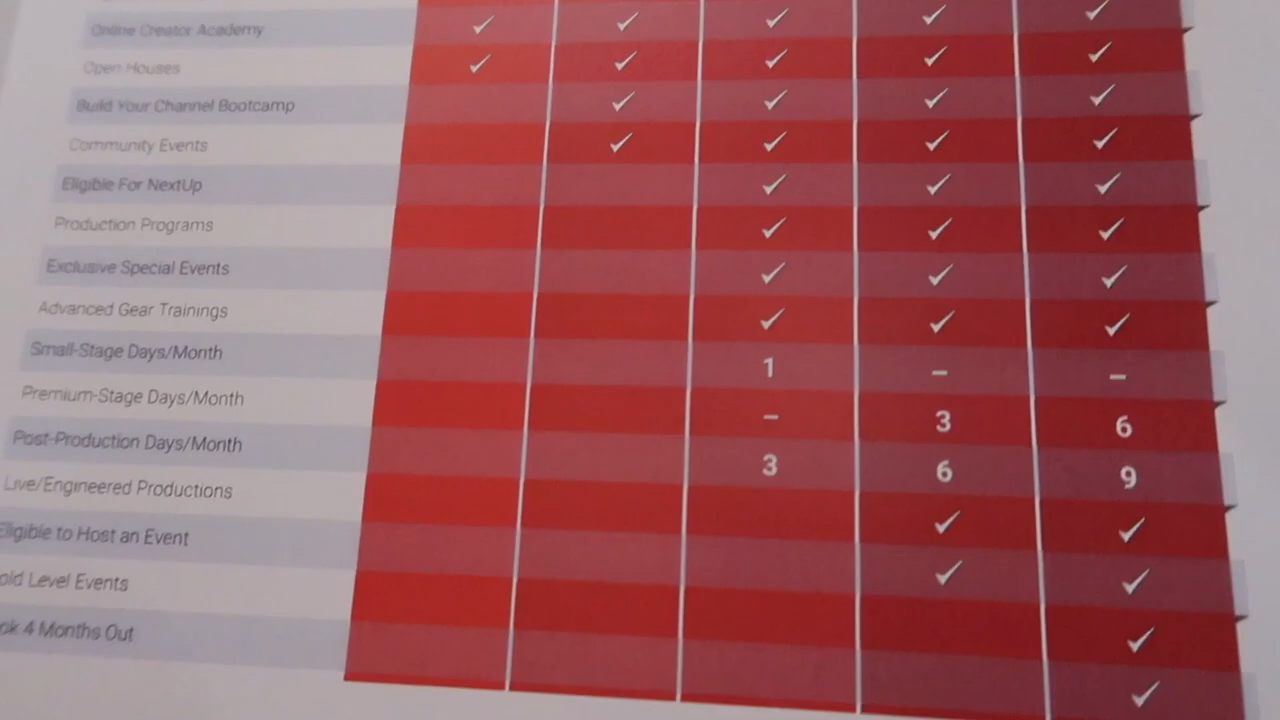 Online Creator Academy ✓ ✓ ✓ ✓ ✓
Open Houses ✓ ✓ ✓ ✓ ✓
Build Your Channel Bootcamp ✓ ✓ ✓ ✓
Community Events ✓ ✓ ✓ ✓
Eligible For NextUp ✓ ✓ ✓
Production Programs ✓ ✓ ✓
Exclusive Special Events ✓ ✓ ✓
Advanced Gear Trainings ✓ ✓ ✓
Small-Stage Days/Month 1 – –
Premium-Stage Days/Month – 3 6
Post-Production Days/Month 3 6 9
Live/Engineered Productions ✓ ✓
Eligible to Host an Event ✓ ✓
old Level Events ✓
ok 4 Months Out ✓